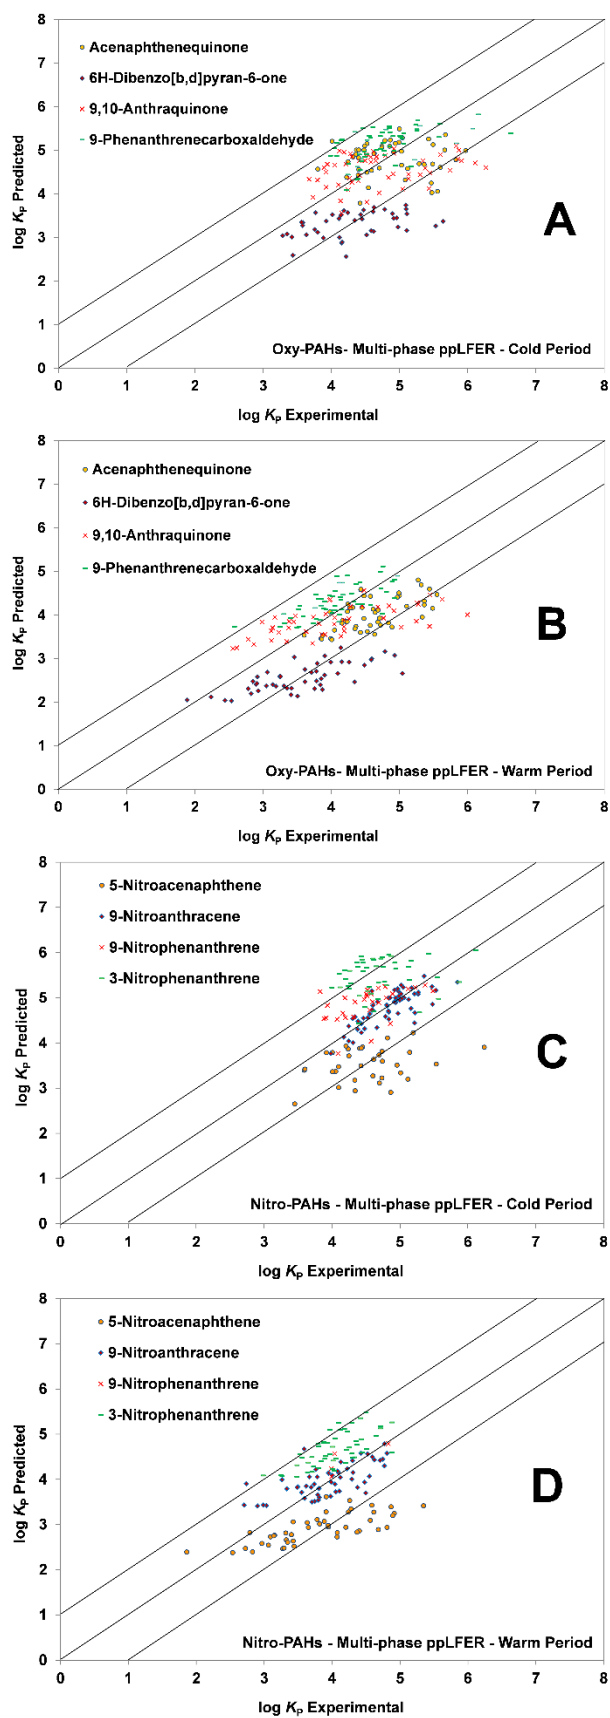 8
7
6
5
4
3
2
1
0
log KP Predicted
Acenaphthenequinone
6H-Dibenzo[b,d]pyran-6-one
9,10-Anthraquinone
9-Phenanthrenecarboxaldehyde
A
Oxy-PAHs- Multi-phase ppLFER - Cold Period
0 1 2 3 4 5 6 7 8
log KP Experimental
8
7
6
5
4
3
2
1
0
log KP Predicted
Acenaphthenequinone
6H-Dibenzo[b,d]pyran-6-one
9,10-Anthraquinone
9-Phenanthrenecarboxaldehyde
B
Oxy-PAHs- Multi-phase ppLFER - Warm Period
0 1 2 3 4 5 6 7 8
log KP Experimental
8
7
6
5
4
3
2
1
0
log KP Predicted
5-Nitroacenaphthene
9-Nitroanthracene
9-Nitrophenanthrene
3-Nitrophenanthrene
C
Nitro-PAHs - Multi-phase ppLFER - Cold Period
0 1 2 3 4 5 6 7 8
log KP Experimental
8
7
6
5
4
3
2
1
0
log KP Predicted
5-Nitroacenaphthene
9-Nitroanthracene
9-Nitrophenanthrene
3-Nitrophenanthrene
D
Nitro-PAHs - Multi-phase ppLFER - Warm Period
0 1 2 3 4 5 6 7 8
log KP Experimental